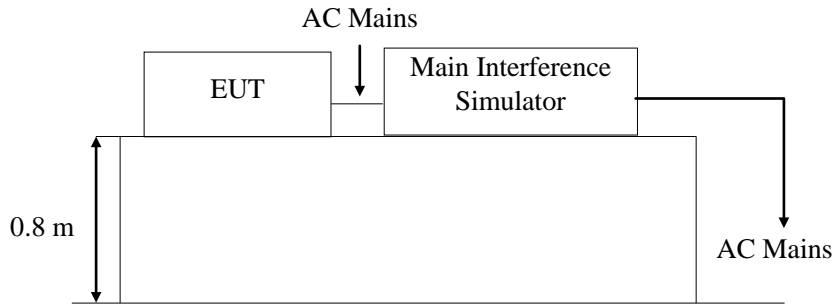 AC Mains
EUT
Main Interference
Simulator
0.8 m
AC Mains